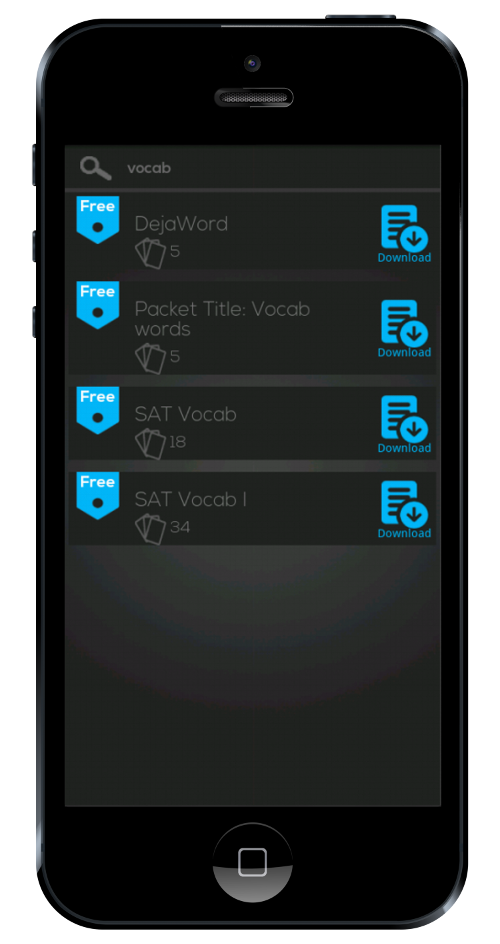 vocab
Free
DejaWord
5
Download
Free
Packet Title: Vocab
words
5
Download
Free
SAT Vocab
18
Download
Free
SAT Vocab I
34
Download